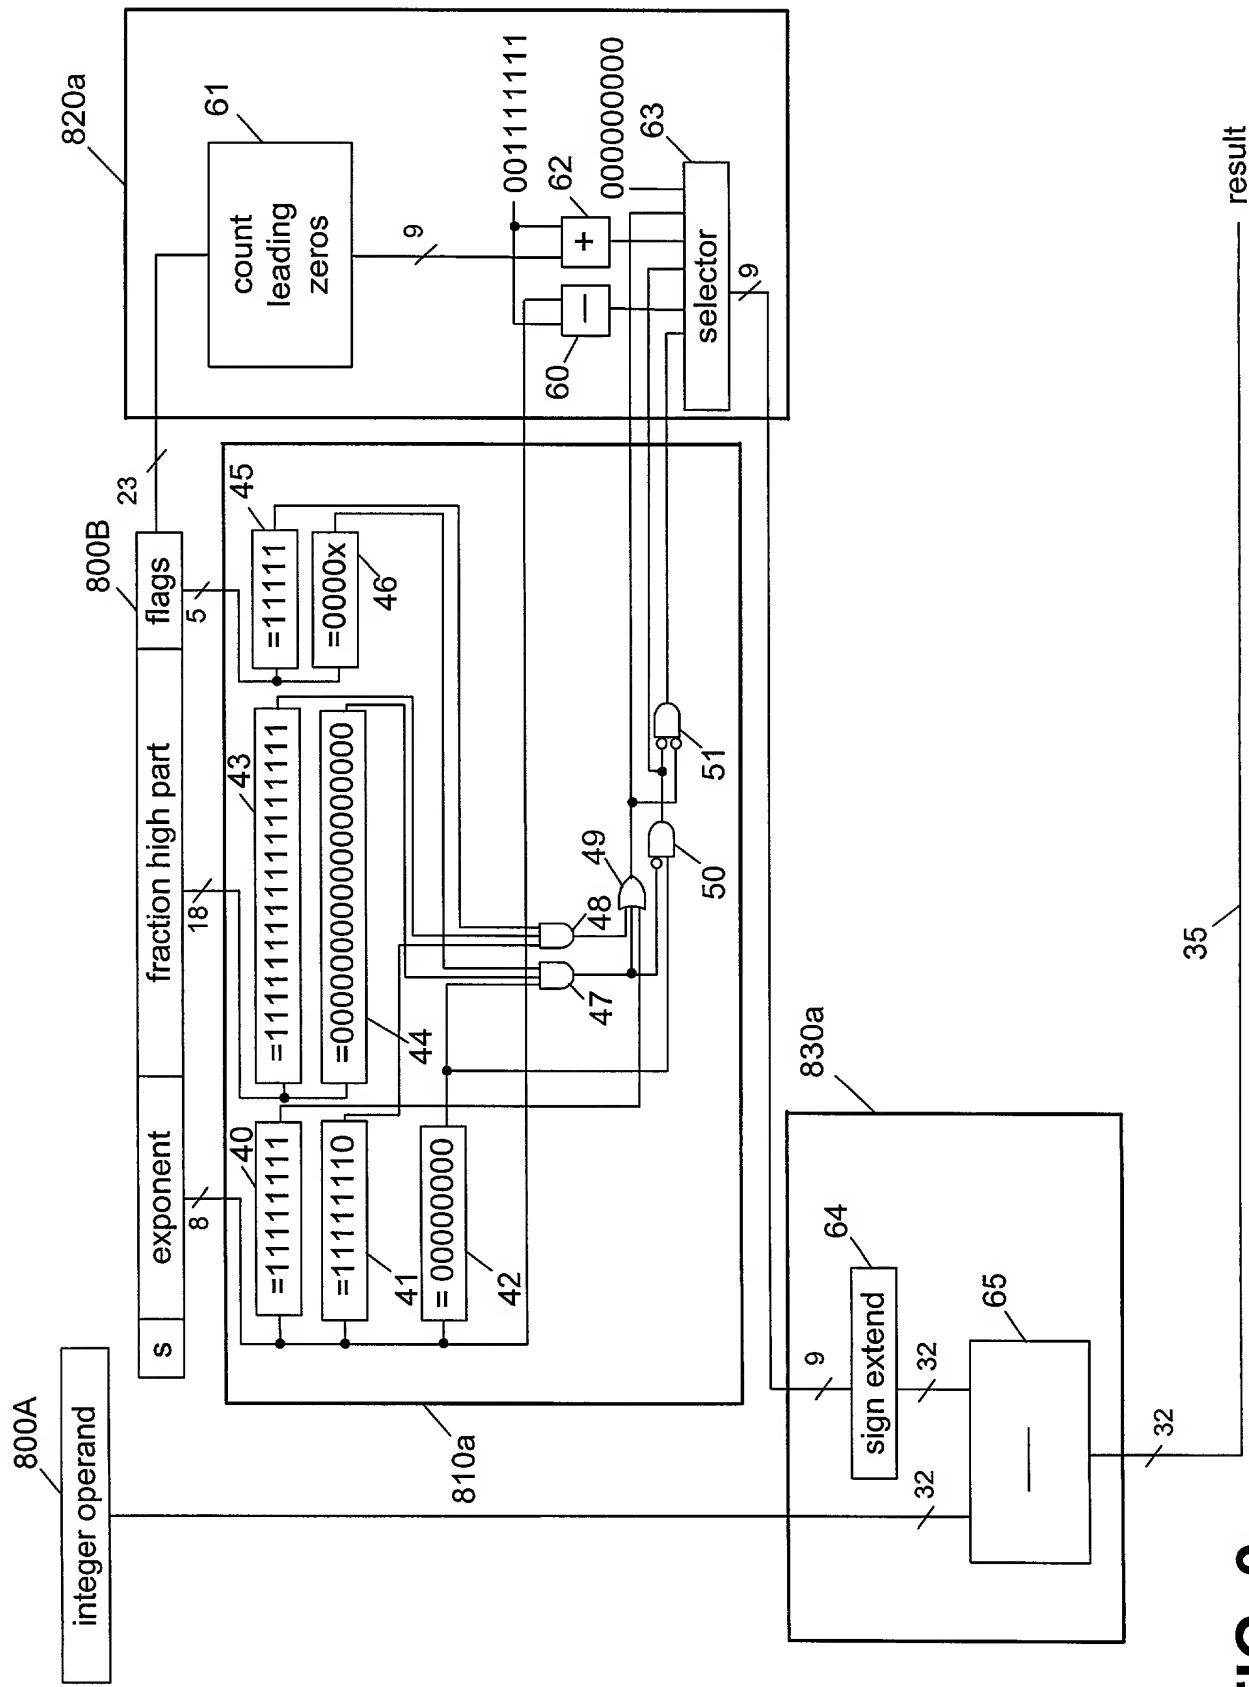 800A
integer operand
800B
s
exponent
fraction high part
flags
8
18
5
23
820a
61
count
leading
zeros
9
001111111
000000000
60
−
62
+
63
selector
9
40
=11111111
41
=11111110
42
= 00000000
43
=111111111111111111
44
=000000000000000000
45
=11111
46
=0000x
47
48
49
50
51
810a
830a
9
64
sign extend
32
32
65
—
32
35
result